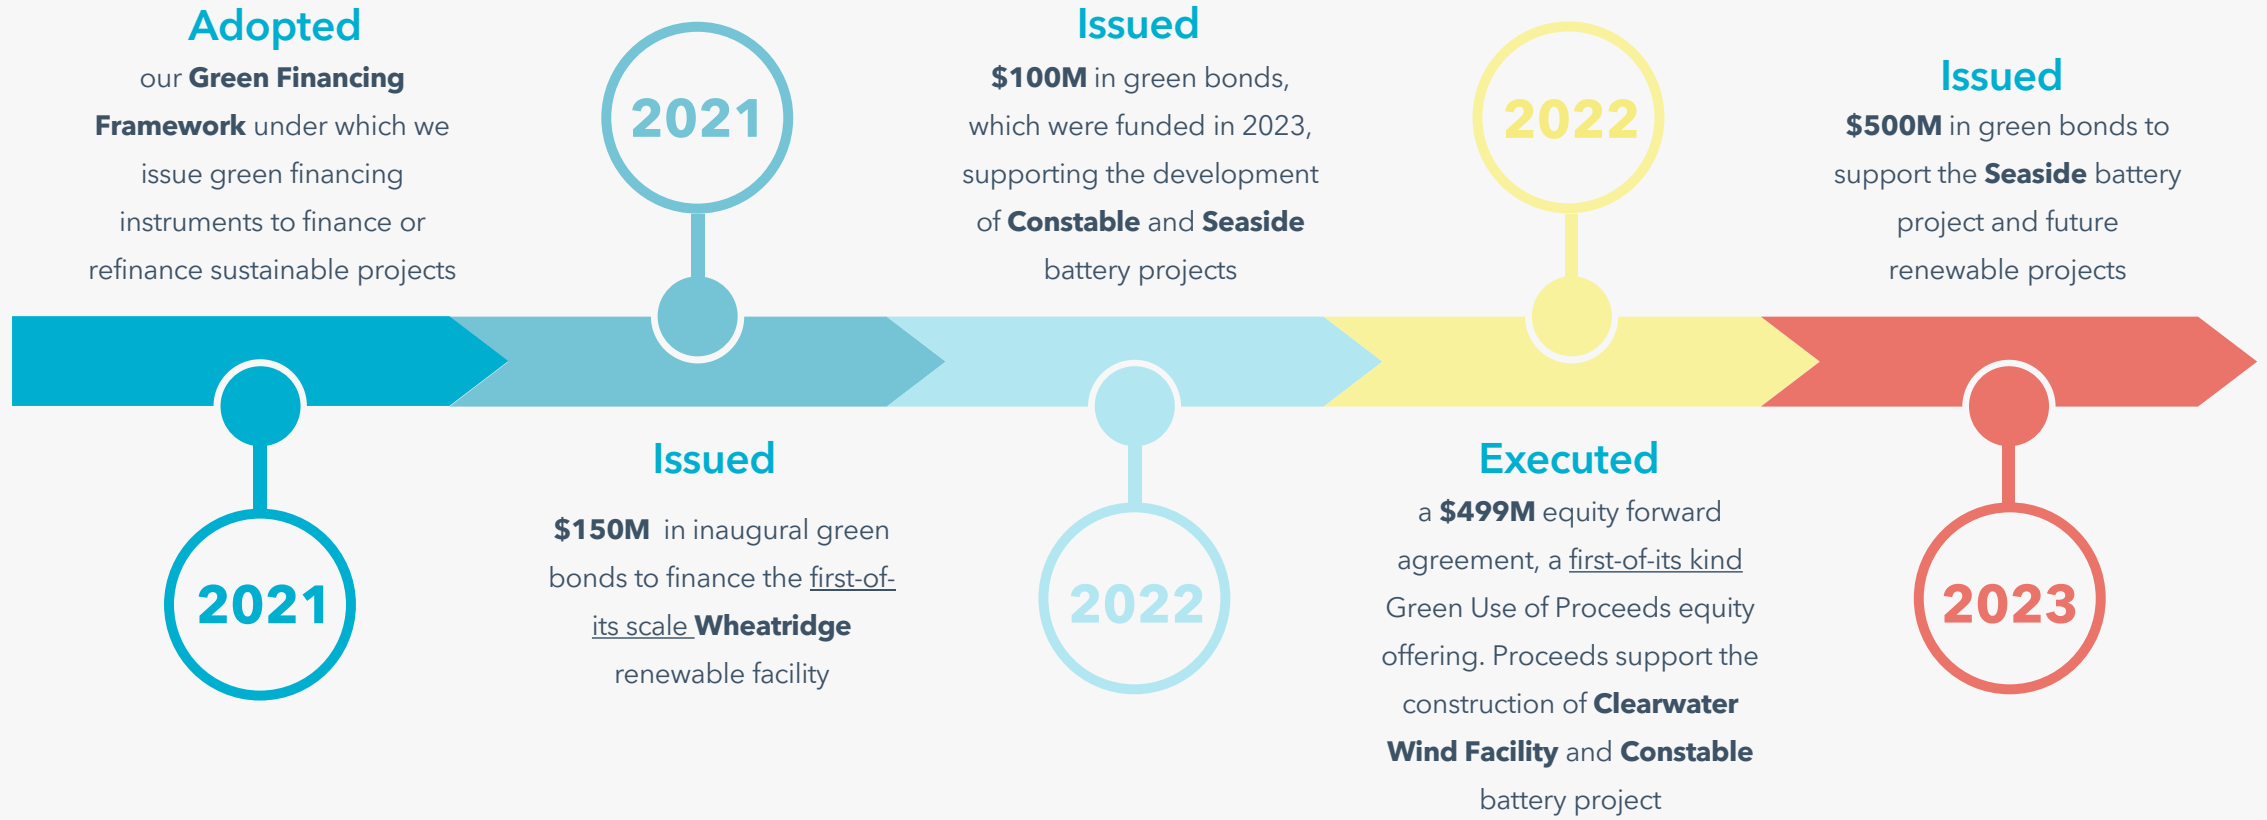 Adopted
our Green Financing
Framework under which we
issue green financing
instruments to finance or
refinance sustainable projects
2021
2021
Issued
$150M in inaugural green
bonds to finance the first-of-
its scale Wheatridge
renewable facility
Issued
$100M in green bonds,
which were funded in 2023,
supporting the development
of Constable and Seaside
battery projects
2022
2022
Executed
a $499M equity forward
agreement, a first-of-its kind
Green Use of Proceeds equity
offering. Proceeds support the
construction of Clearwater
Wind Facility and Constable
battery project
Issued
$500M in green bonds to
support the Seaside battery
project and future
renewable projects
2023